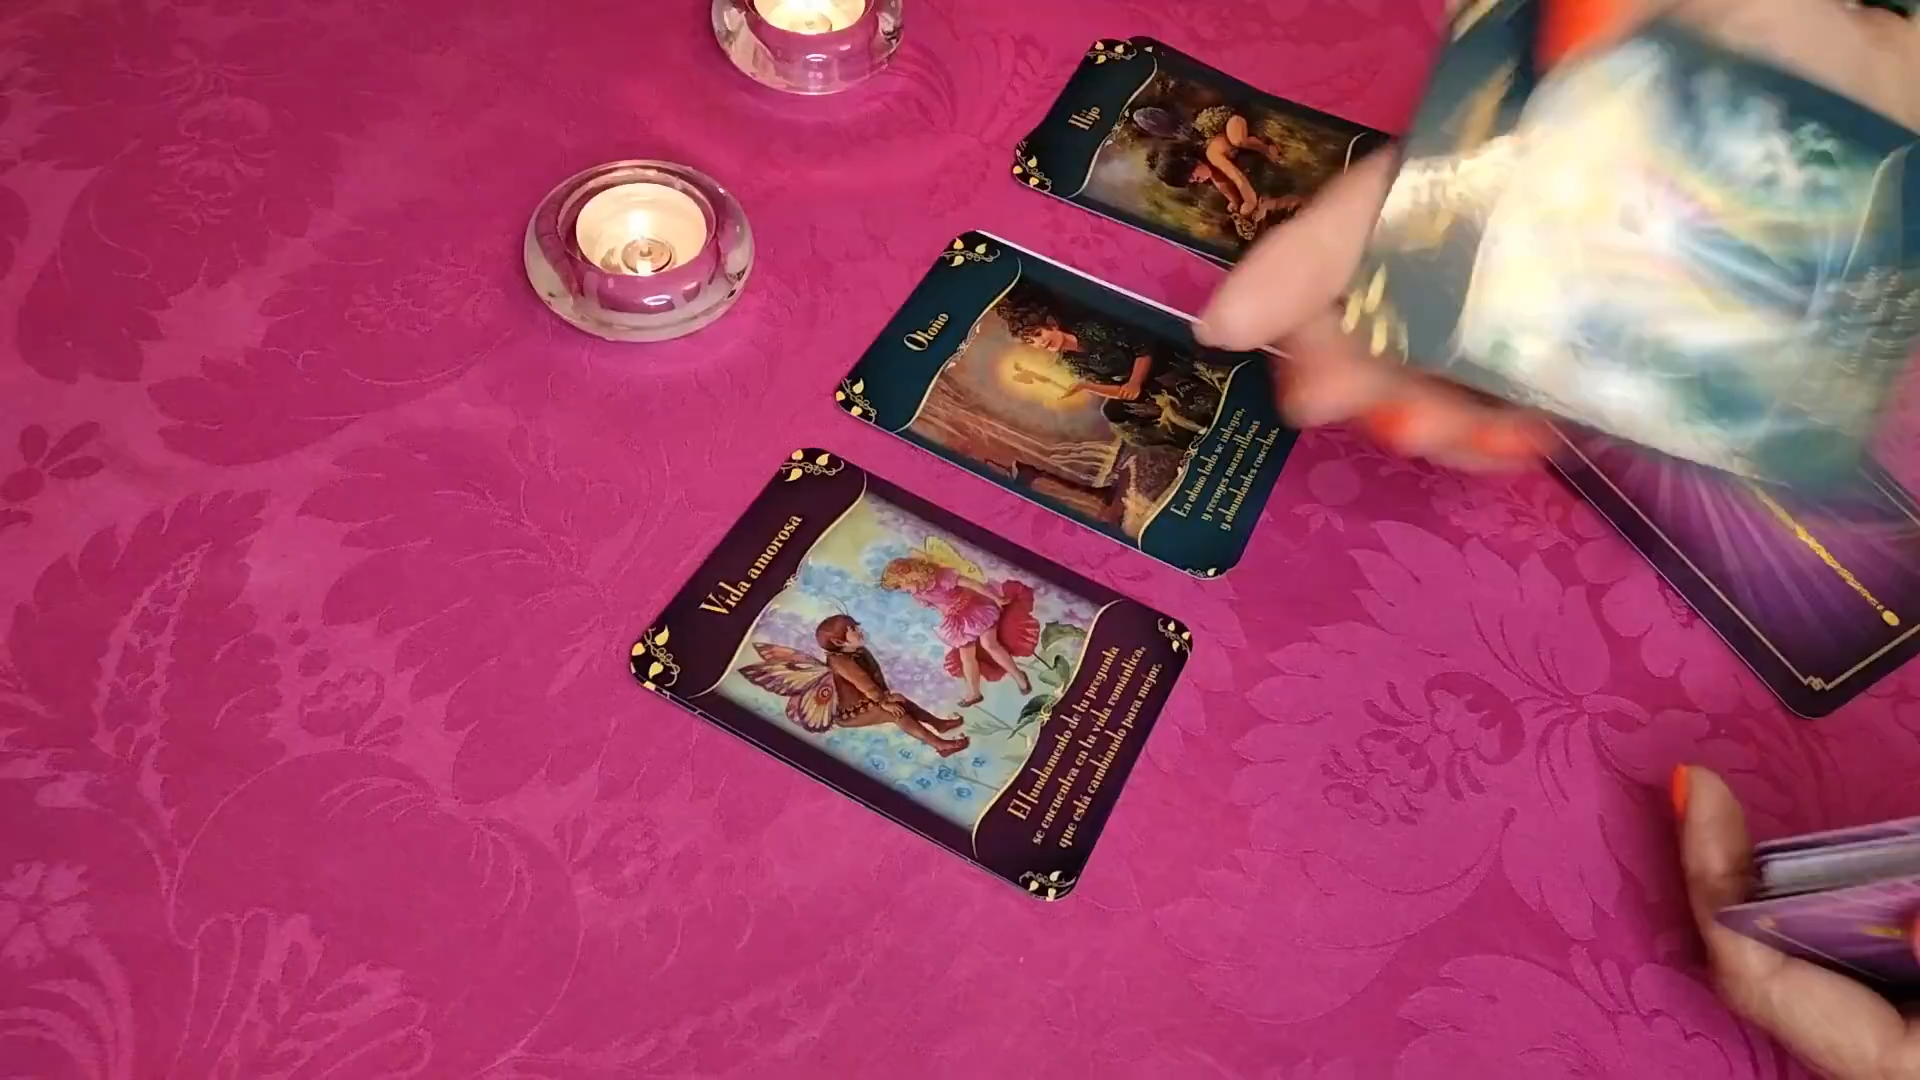 Hijo
Otoño
En otoño todo se integra,
y recoges maravillosas
y abundantes cosechas.
Vida amorosa
El fundamento de tu pregunta
se encuentra en tu vida romántica,
que está cambiando para mejor.